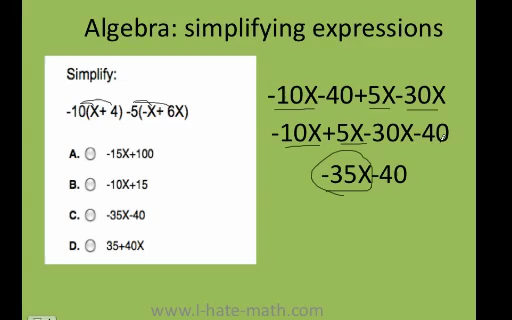 Algebra: simplifying expressions
Simplify:
-10(X+ 4) -5(-X+ 6X)
A. -15X+100
B. -10X+15
C. -35X-40
D. 35+40X
-10X-40+5X-30X
-10X+5X-30X-40
-35X-40
www.I-hate-math.com